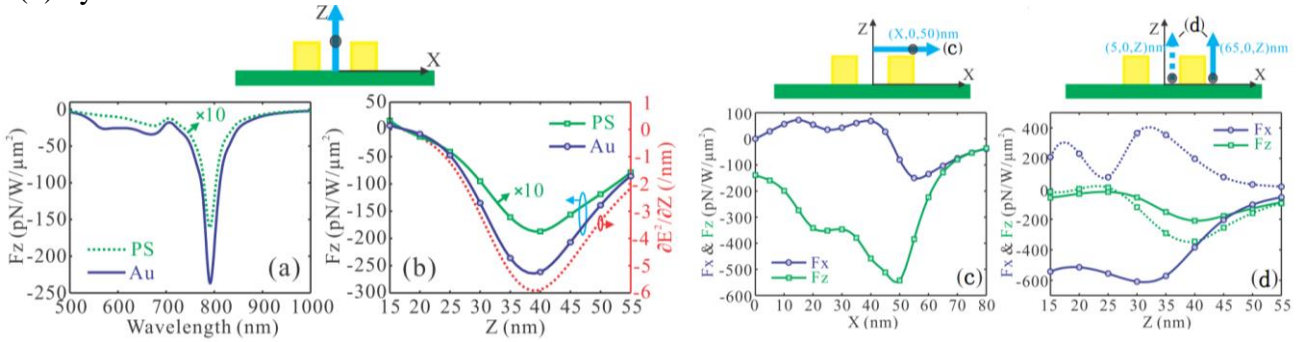 Z
X
Fz (pN/W/μm²)
0
-50
-100
-150
-200
-250
×10
PS
Au
(a)
500 600 700 800 900 1000
Wavelength (nm)
Fz (pN/W/μm²)
50
0
-50
-100
-150
-200
-250
-300
PS
Au
×10
(b)
15 20 25 30 35 40 45 50 55
Z (nm)
1
0
-1
-2
-3
-4
-5
-6
∂E²/∂Z (/nm)
Z
(X,0,50)nm
(c)
X
Fx & Fz (pN/W/μm²)
100
0
-100
-200
-300
-400
-500
-600
Fx
Fz
(c)
0 10 20 30 40 50 60 70 80
X (nm)
Z
(d)
(5,0,Z)nm
(65,0,Z)nm
X
Fx & Fz (pN/W/μm²)
400
200
0
-200
-400
-600
Fx
Fz
(d)
15 20 25 30 35 40 45 50 55
Z (nm)